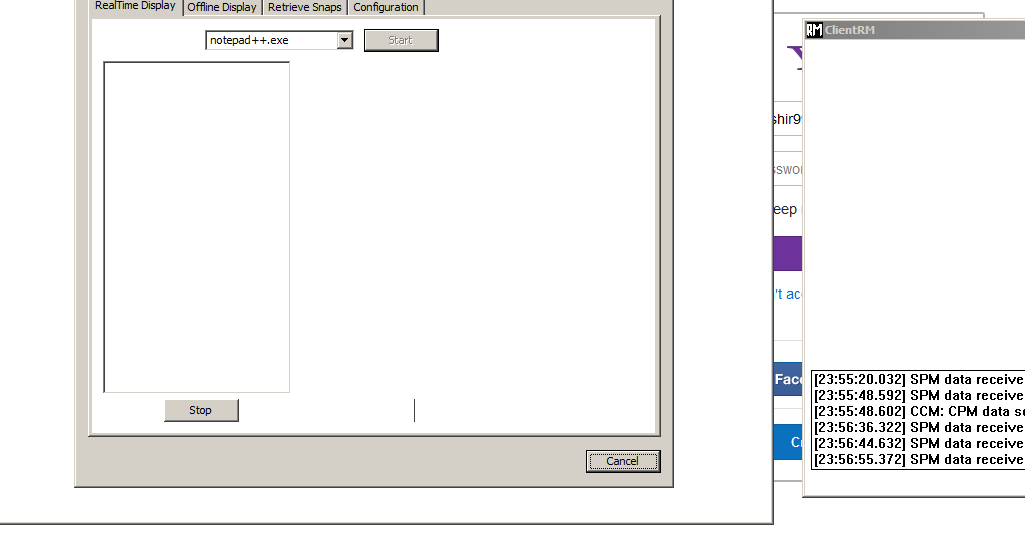 RealTime Display Offline Display Retrieve Snaps Configuration
notepad++.exe Start
Stop
Cancel
RM ClientRM
shir9
eep
't ac
Face
[23:55:20.032] SPM data receive
[23:55:48.592] SPM data receive
[23:55:48.602] CCM: CPM data se
[23:56:36.322] SPM data receive
[23:56:44.632] SPM data receive
[23:56:55.372] SPM data receive